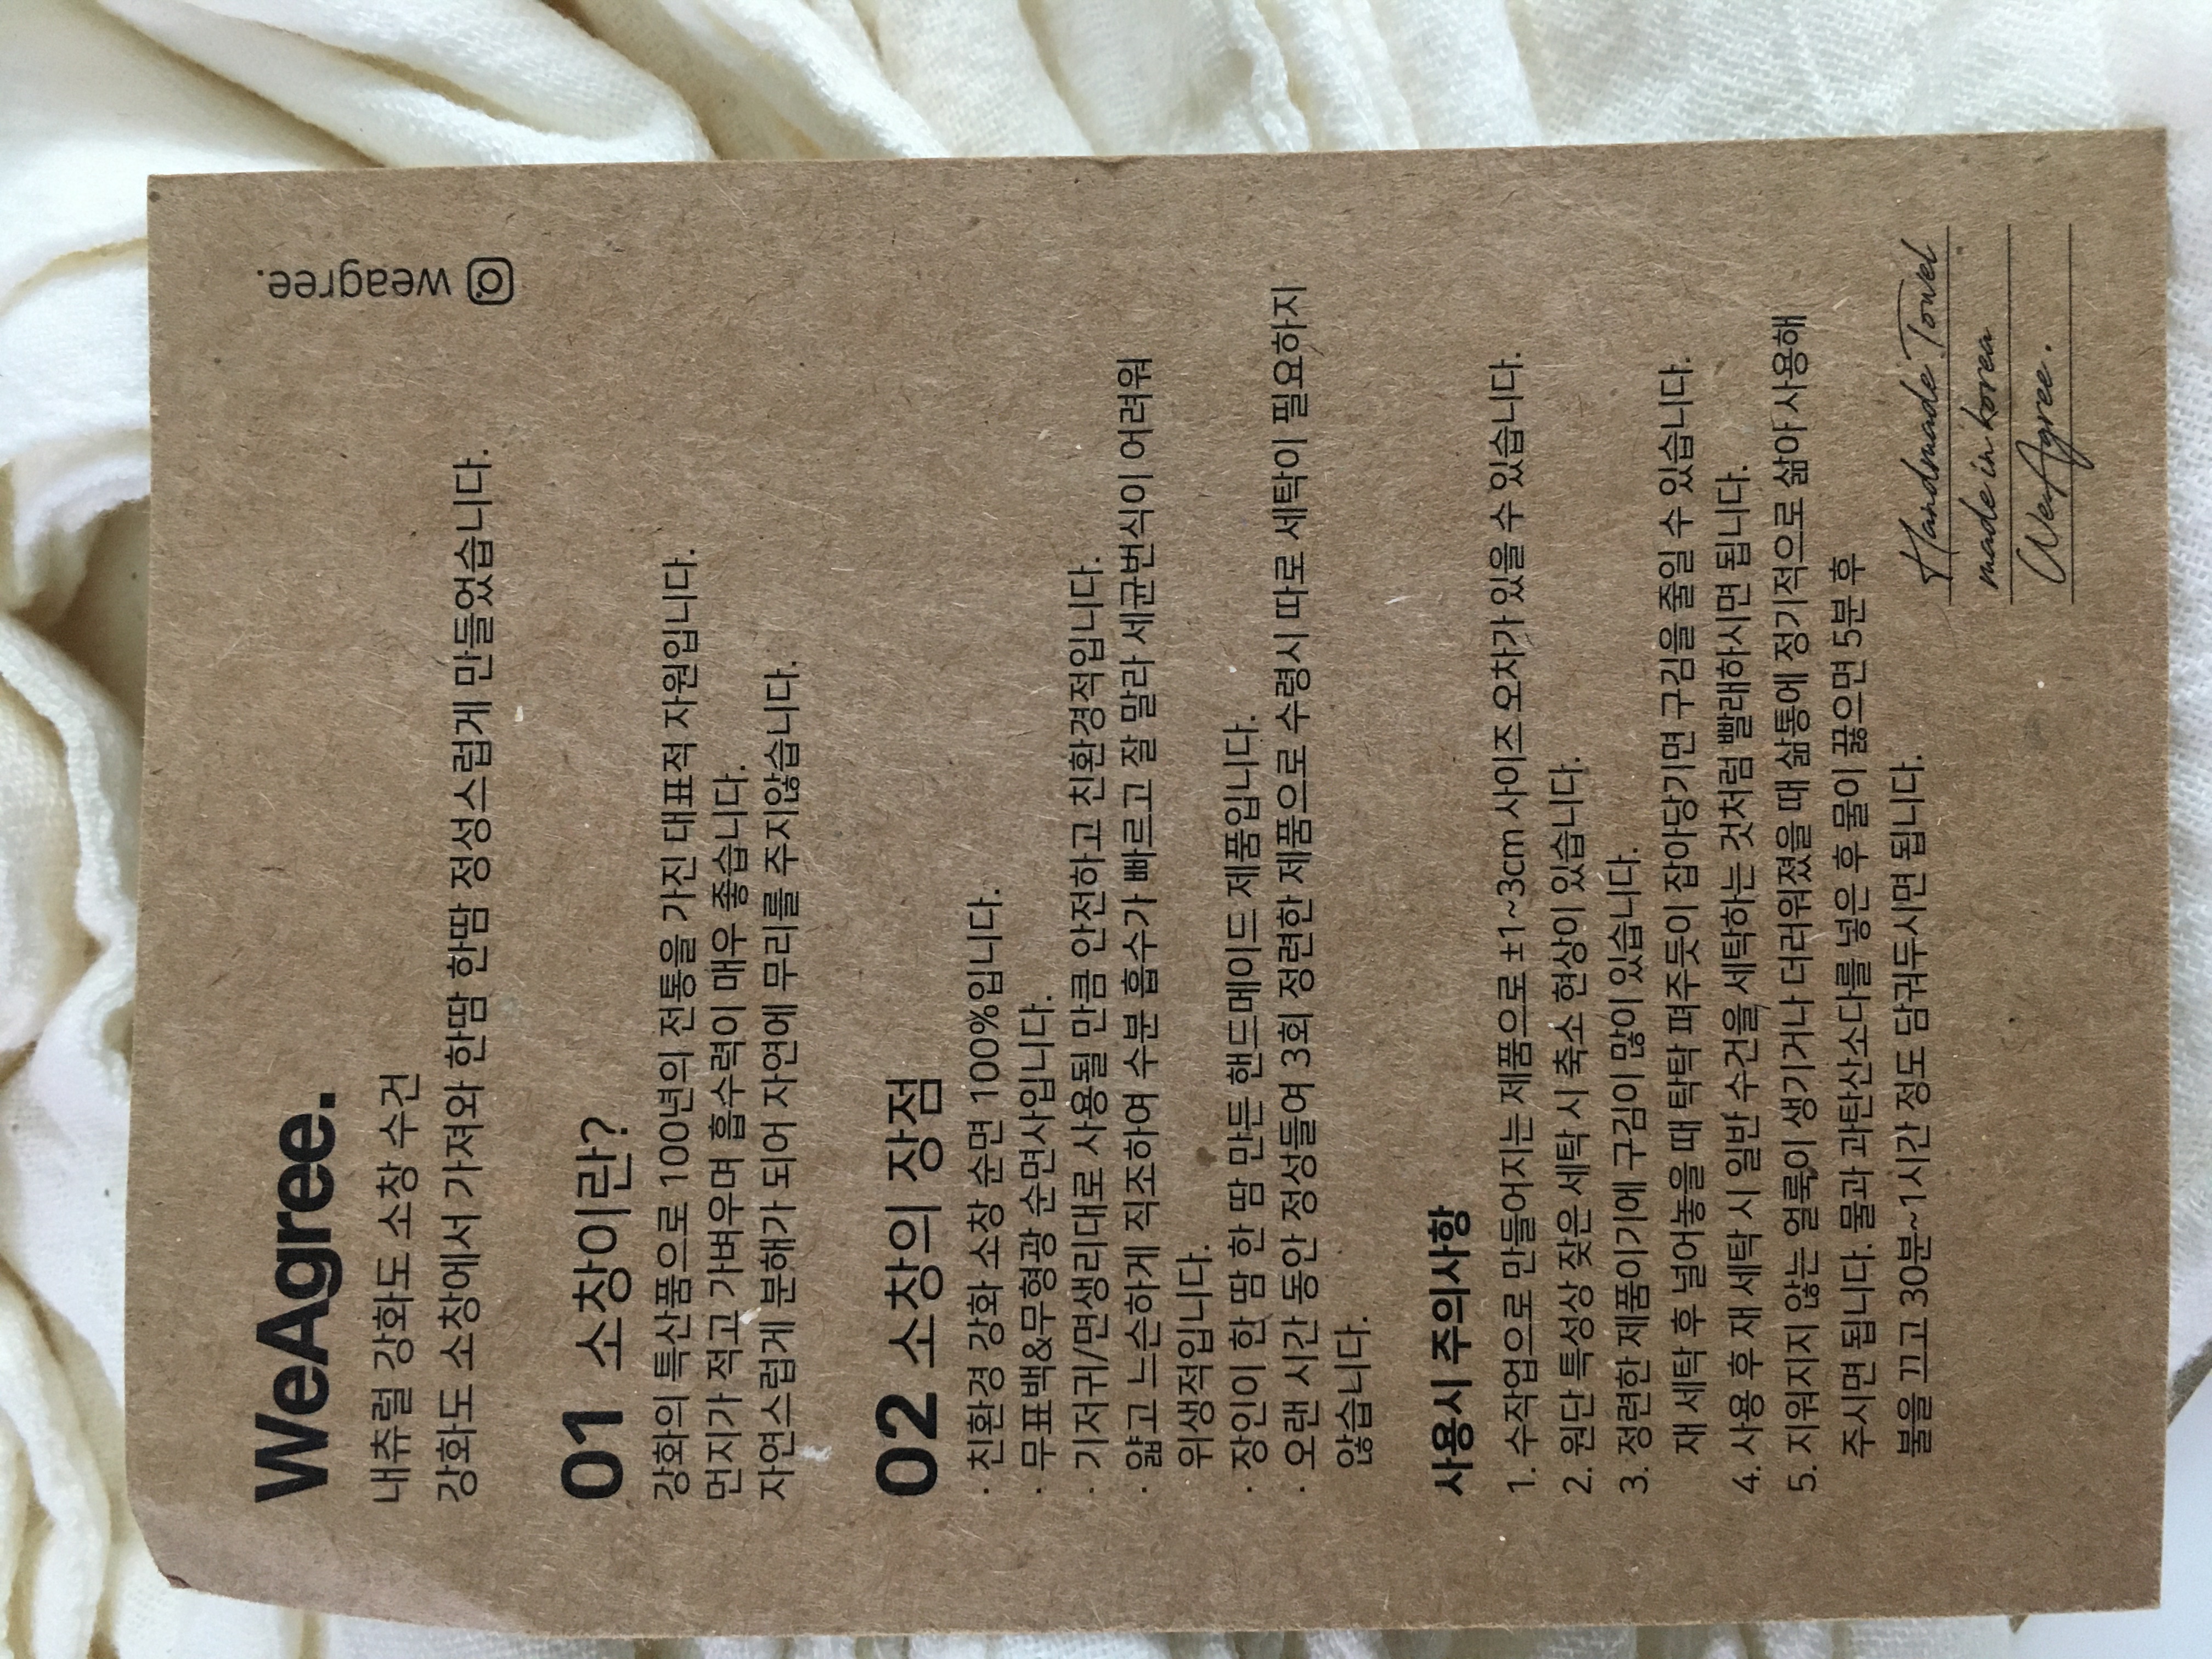 WeAgree.
weagree.
내츄럴 강화도 소창 수건
강화도 소창에서 가져와 한땀 한땀 정성스럽게 만들었습니다.
01 소창이란?
강화의 특산품으로 100년의 전통을 가진 대표적 자원입니다.
먼지가 적고 가벼우며 흡수력이 매우 좋습니다.
자연스럽게 분해가 되어 자연에 무리를 주지않습니다.
02 소창의 장점
· 친환경 강화 소창 순면 100%입니다.
· 무표백&무형광 순면사입니다.
· 기저귀/면생리대로 사용될 만큼 안전하고 친환경적입니다.
· 얇고 느슨하게 직조하여 수분 흡수가 빠르고 잘 말라 세균번식이 어려워
위생적입니다.
· 장인이 한 땀 한 땀 만든 핸드메이드 제품입니다.
· 오랜 시간 동안 정성들여 3회 정련한 제품으로 수령시 따로 세탁이 필요하지
않습니다.
사용시 주의사항
1. 수작업으로 만들어지는 제품으로 ±1~3cm 사이즈 오차가 있을 수 있습니다.
2. 원단 특성상 잦은 세탁 시 축소 현상이 있습니다.
3. 정련한 제품이기에 구김이 많이 있습니다.
재 세탁 후 널어놓을 때 탁탁 펴주듯이 잡아당기면 구김을 줄일 수 있습니다.
4. 사용 후 재 세탁 시 일반 수건을 세탁하는 것처럼 빨래하시면 됩니다.
5. 지워지지 않는 얼룩이 생기거나 더러워졌을 때 삶통에 정기적으로 삶아 사용해
주시면 됩니다. 물과 과탄산소다를 넣은 후 물이 끓으면 5분 후
불을 끄고 30분~1시간 정도 담궈두시면 됩니다.
Handmade Towel
made in korea
WeAgree.